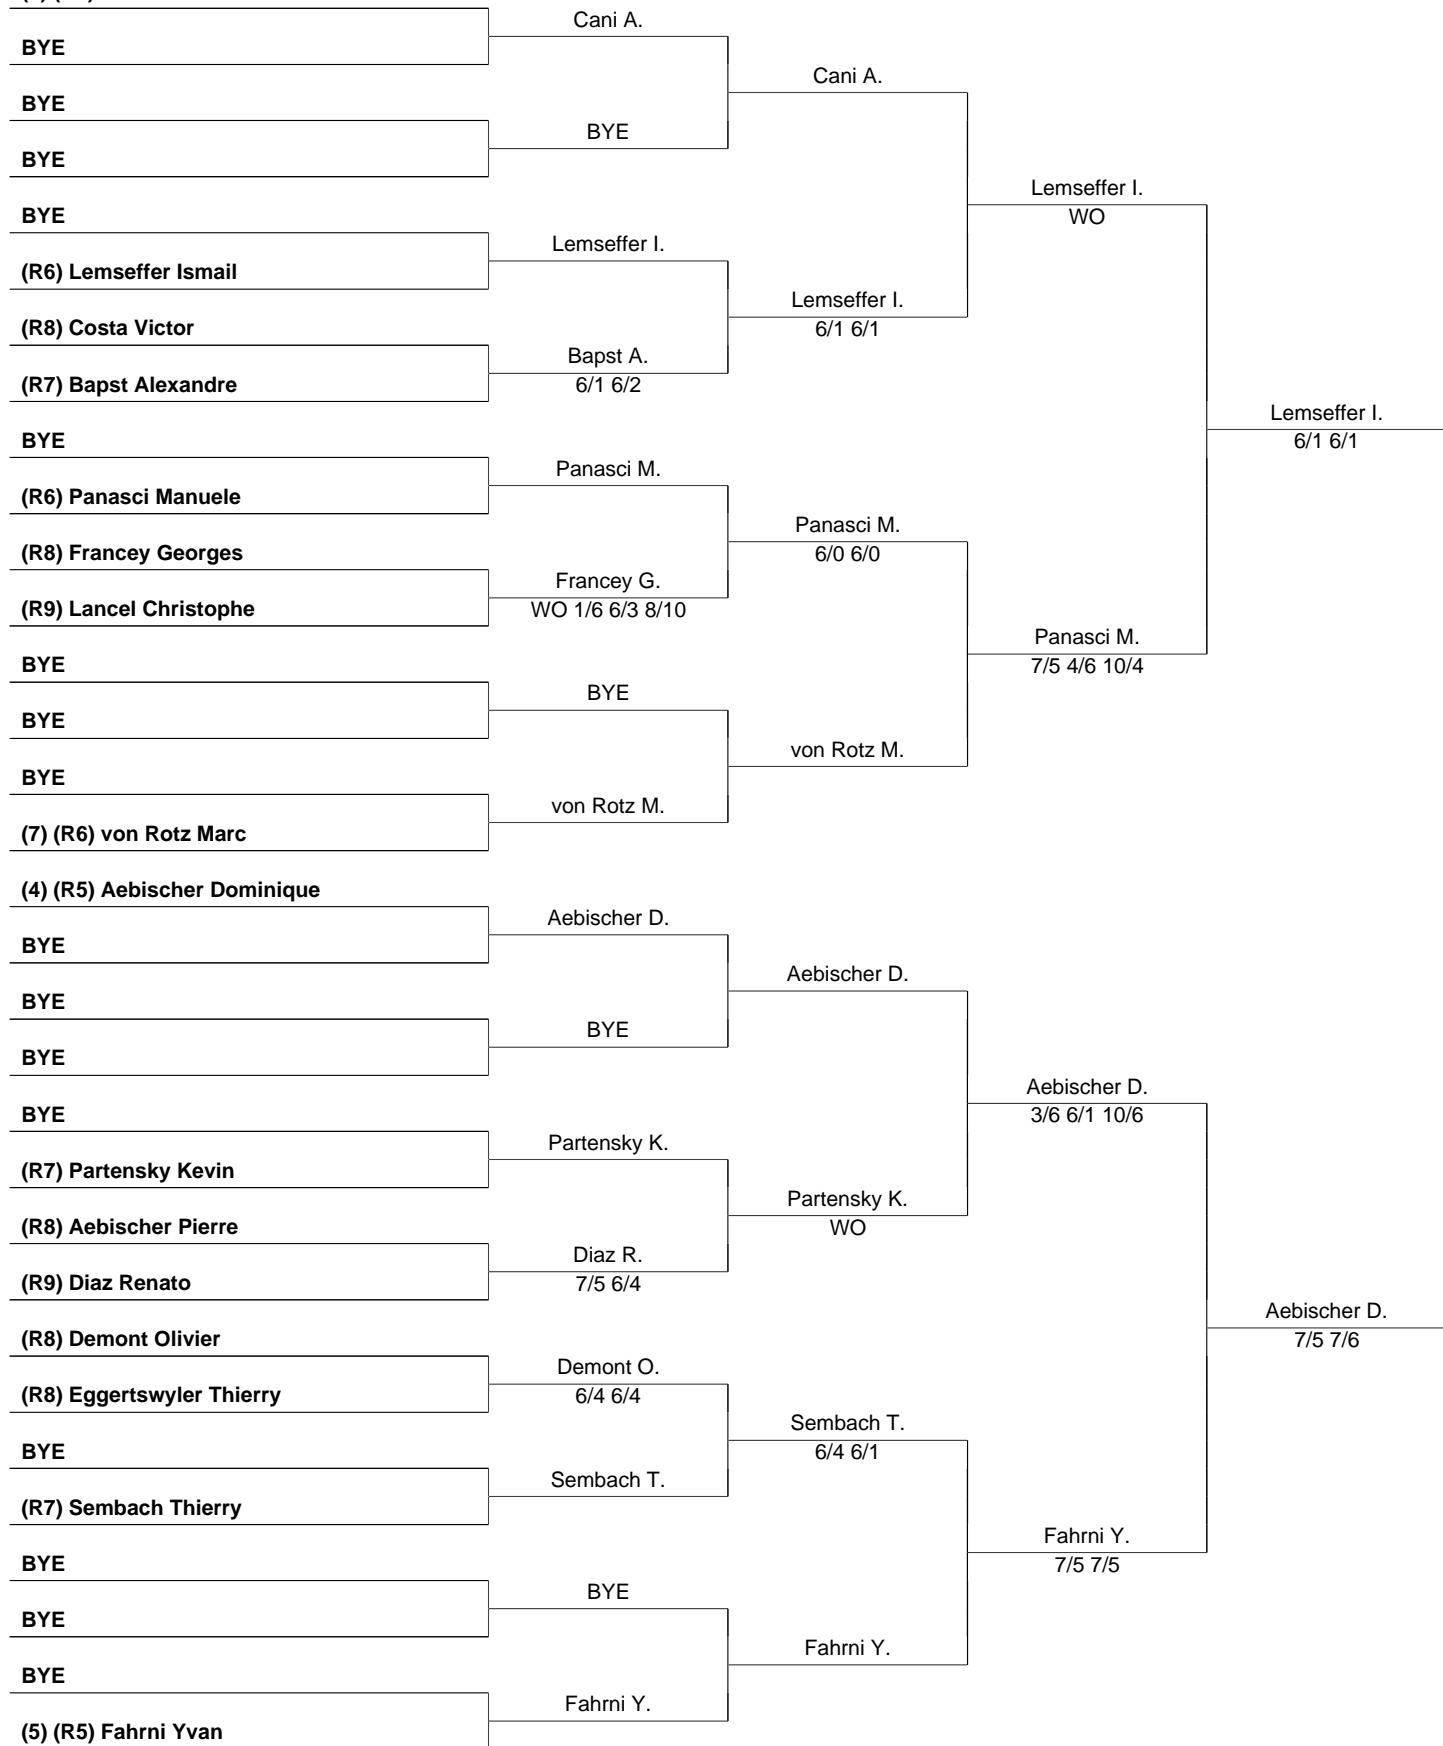 BYE
BYE
BYE
BYE
(R6) Lemseffer Ismail
(R8) Costa Victor
(R7) Bapst Alexandre
BYE
(R6) Panasci Manuele
(R8) Francey Georges
(R9) Lancel Christophe
BYE
BYE
BYE
(7) (R6) von Rotz Marc
(4) (R5) Aebischer Dominique
BYE
BYE
BYE
BYE
(R7) Partensky Kevin
(R8) Aebischer Pierre
(R9) Diaz Renato
(R8) Demont Olivier
(R8) Eggertswyler Thierry
BYE
(R7) Sembach Thierry
BYE
BYE
BYE
(5) (R5) Fahrni Yvan
Cani A.
BYE
Lemseffer I.
Bapst A.
6/1 6/2
Panasci M.
Francey G.
WO 1/6 6/3 8/10
BYE
von Rotz M.
Aebischer D.
BYE
Partensky K.
Diaz R.
7/5 6/4
Demont O.
6/4 6/4
Sembach T.
BYE
Fahrni Y.
Cani A.
Lemseffer I.
6/1 6/1
Panasci M.
6/0 6/0
von Rotz M.
Aebischer D.
Partensky K.
WO
Sembach T.
6/4 6/1
Fahrni Y.
Lemseffer I.
WO
Panasci M.
7/5 4/6 10/4
Aebischer D.
3/6 6/1 10/6
Fahrni Y.
7/5 7/5
Lemseffer I.
6/1 6/1
Aebischer D.
7/5 7/6